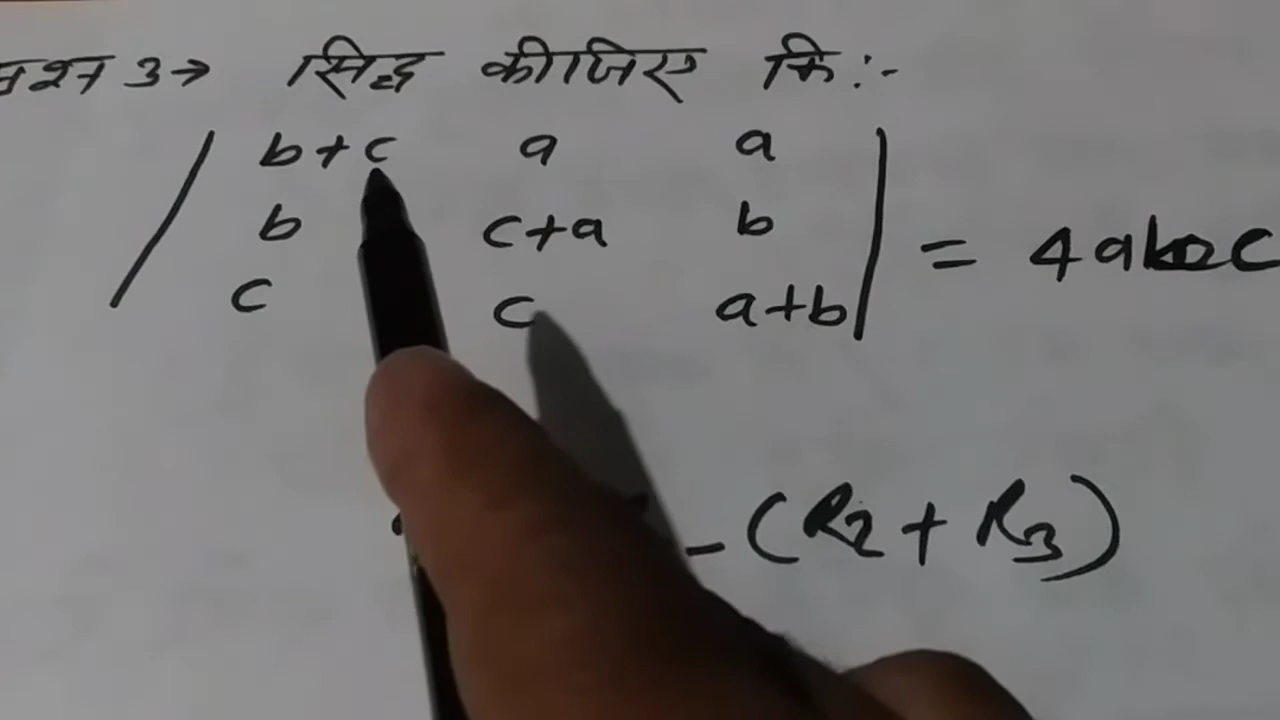 प्रश्न 3→ सिद्ध कीजिए कि:-
b+c a a
b c+a b = 4abc
c c a+b
- (R2 + R3)